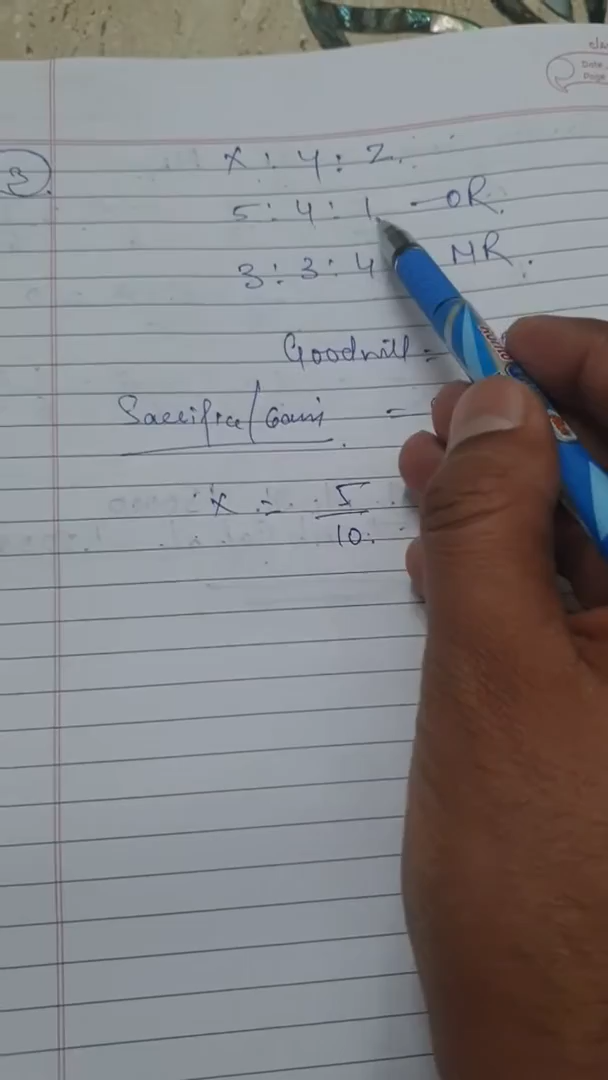 3.
X : Y : Z.
5 : 4 : 1 - OR.
3 : 3 : 4 NR.
Goodwill =
Sacrifice/Gain =
X = 5/10.